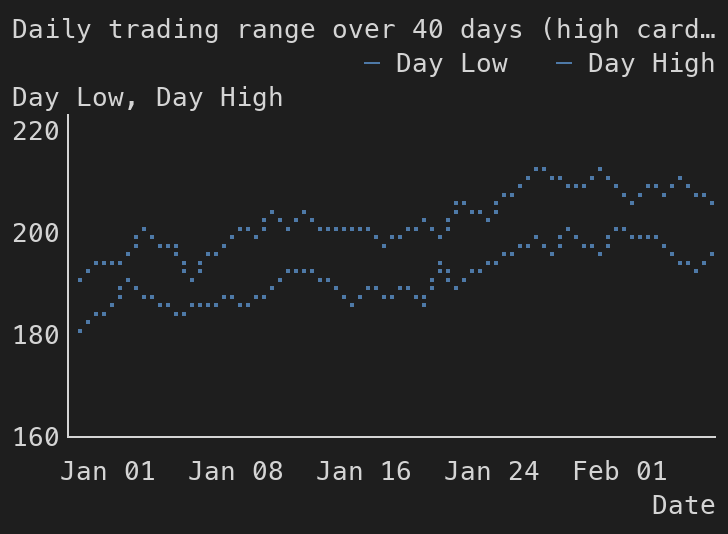 Daily trading range over 40 days (high card…
— Day Low — Day High
Day Low, Day High
220
200
180
160
Jan 01 Jan 08 Jan 16 Jan 24 Feb 01
Date